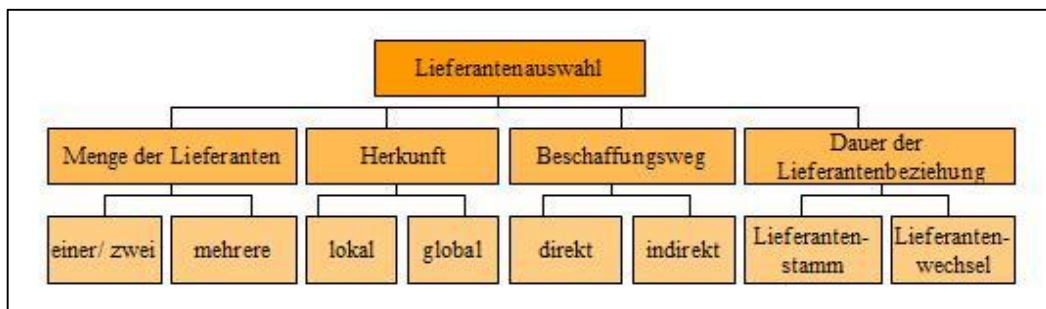 Lieferantenauswahl
Menge der Lieferanten
Herkunft
Beschaffungsweg
Dauer der
Lieferantenbeziehung
einer/ zwei
mehrere
lokal
global
direkt
indirekt
Lieferanten-
stamm
Lieferanten-
wechsel